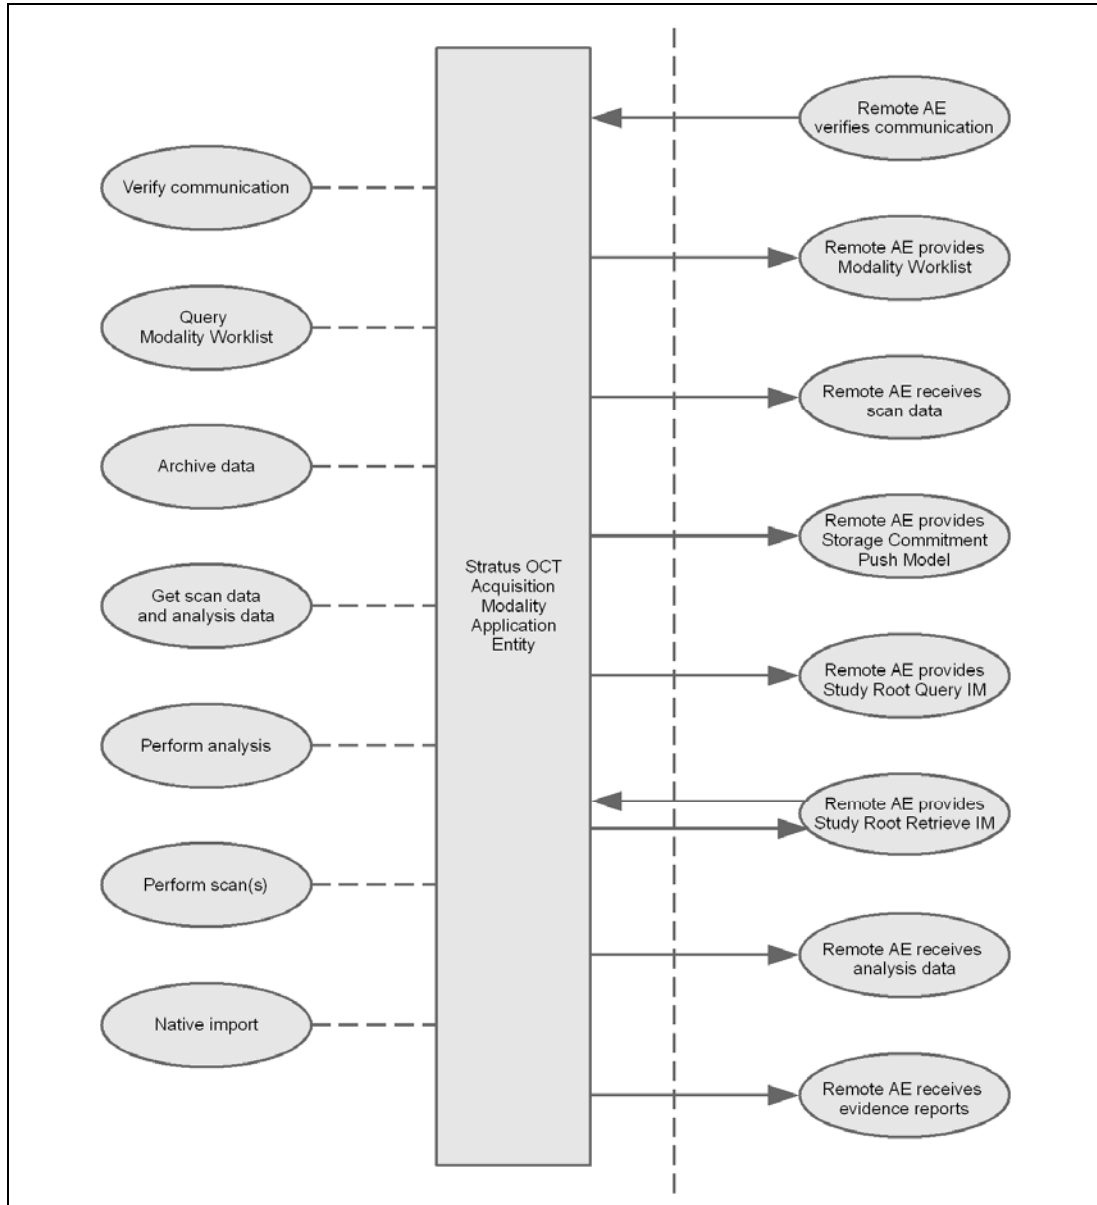 Verify communication
Query
Modality Worklist
Archive data
Get scan data
and analysis data
Perform analysis
Perform scan(s)
Native import
Stratus OCT
Acquisition
Modality
Application
Entity
Remote AE
verifies communication
Remote AE provides
Modality Worklist
Remote AE receives
scan data
Remote AE provides
Storage Commitment
Push Model
Remote AE provides
Study Root Query IM
Remote AE provides
Study Root Retrieve IM
Remote AE receives
analysis data
Remote AE receives
evidence reports